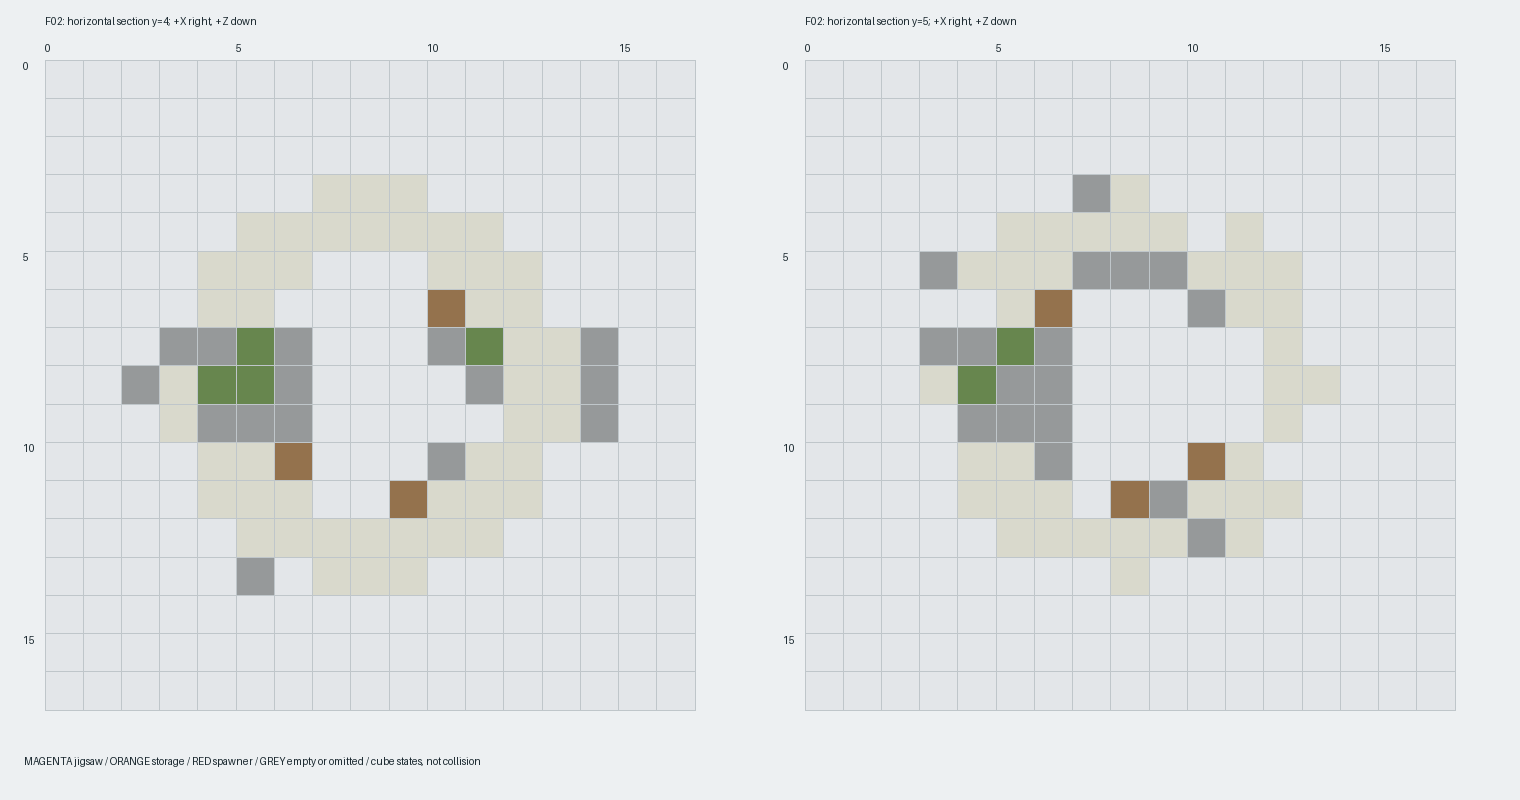 F02: horizontal section y=4; +X right, +Z down
F02: horizontal section y=5; +X right, +Z down
0 5 10 15
0 5 10 15
0
0
5
5
10
10
15
15
MAGENTA jigsaw / ORANGE storage / RED spawner / GREY empty or omitted / cube states, not collision